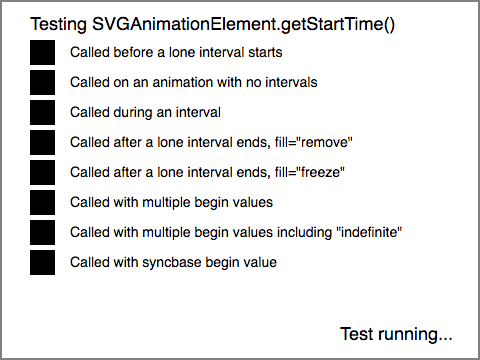 Testing SVGAnimationElement.getStartTime()
Called before a lone interval starts
Called on an animation with no intervals
Called during an interval
Called after a lone interval ends, fill="remove"
Called after a lone interval ends, fill="freeze"
Called with multiple begin values
Called with multiple begin values including "indefinite"
Called with syncbase begin value
Test running...